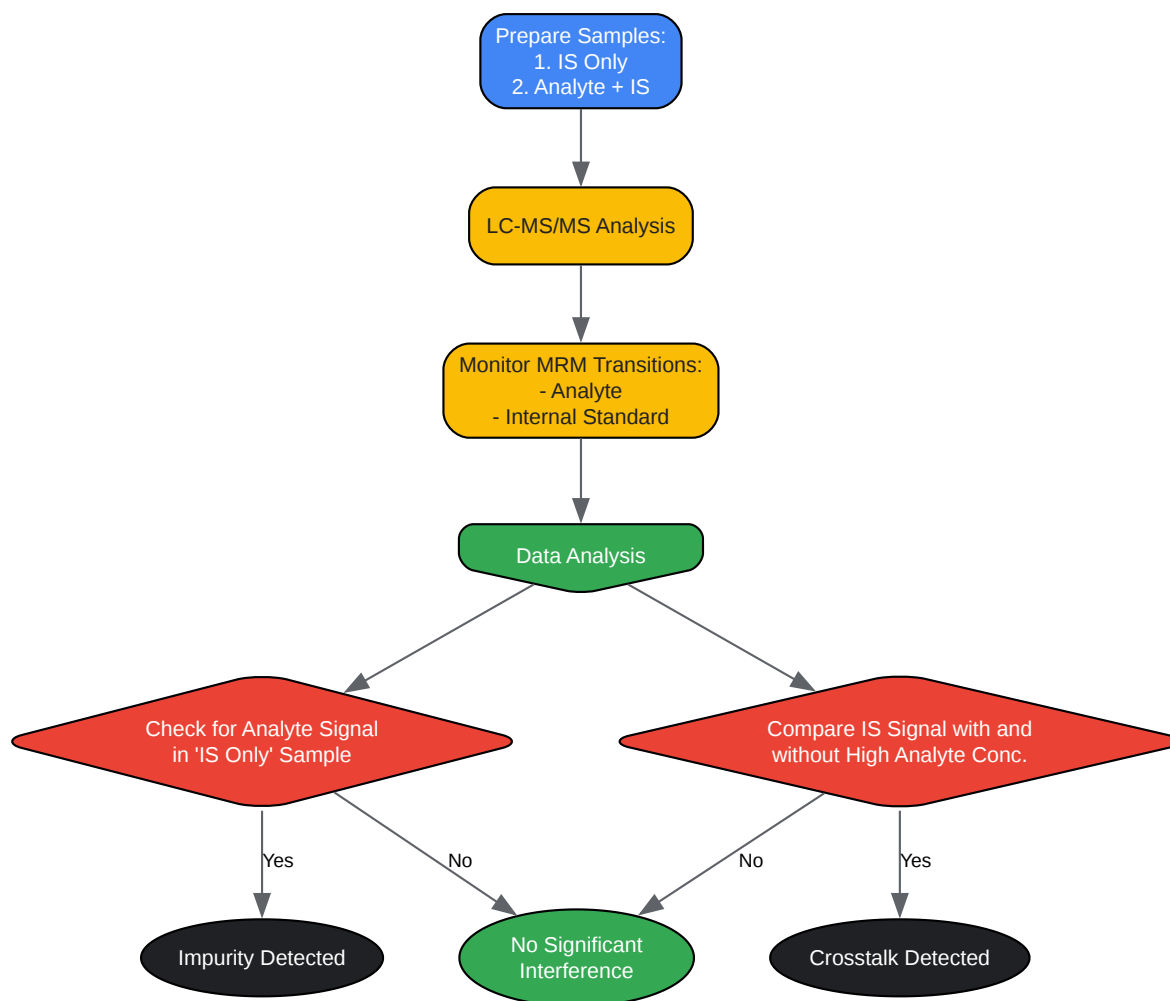 Prepare Samples:
1. IS Only
2. Analyte + IS
LC-MS/MS Analysis
Monitor MRM Transitions:
- Analyte
- Internal Standard
Data Analysis
Check for Analyte Signal
in 'IS Only' Sample
Compare IS Signal with and
without High Analyte Conc.
Yes
No
No
Yes
Impurity Detected
No Significant
Interference
Crosstalk Detected